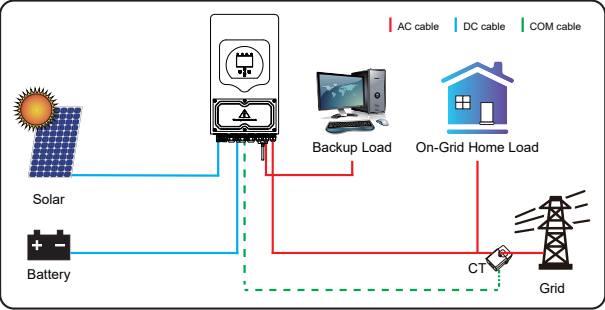 AC cable
DC cable
COM cable
Backup Load
On-Grid Home Load
Solar
Battery
CT
Grid